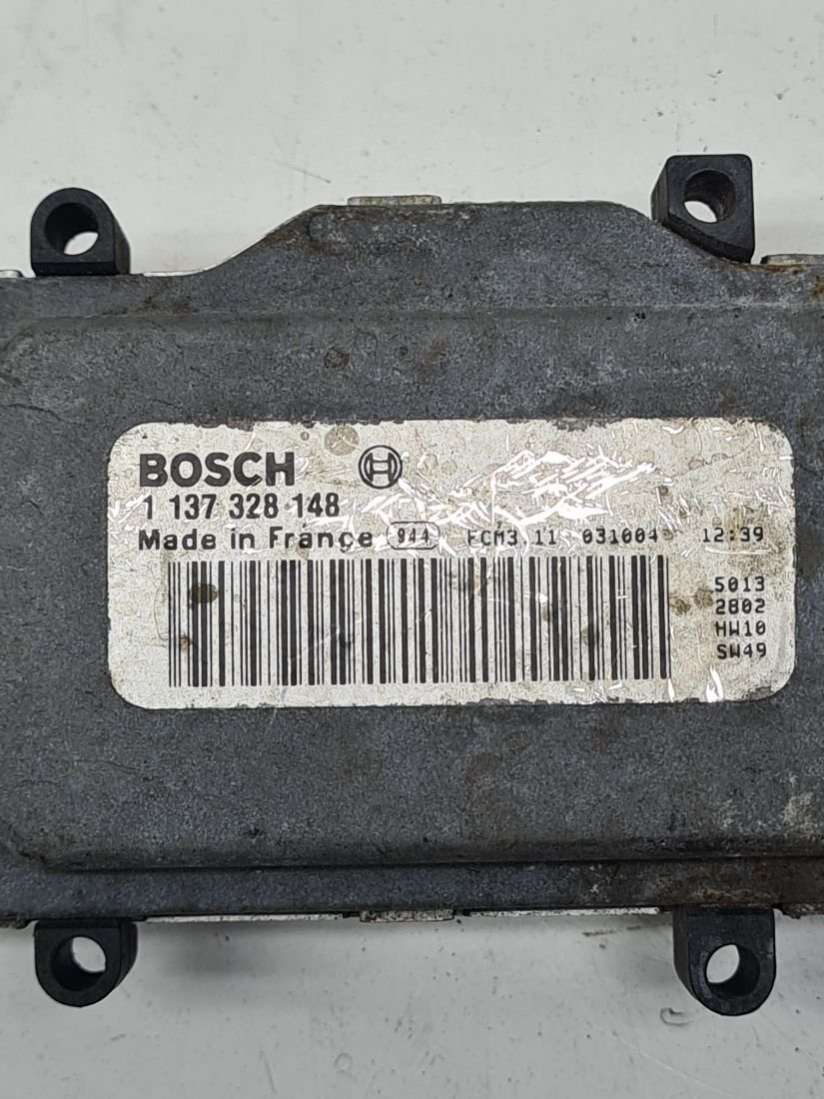 BOSCH
1 137 328 148
Made in France 944 FCM3.11 031004 12:39
5013
2802
HW10
SW49